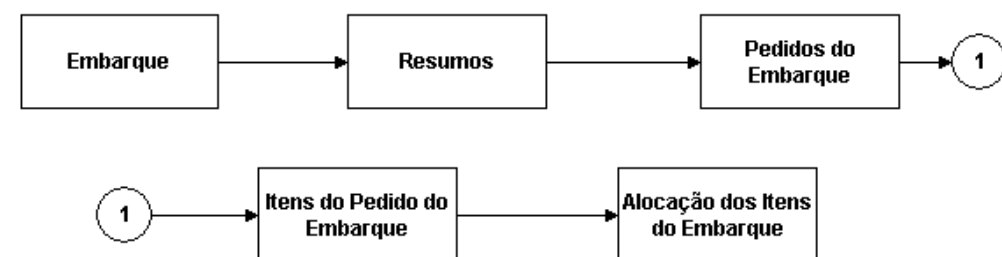 Embarque
Resumos
Pedidos do
Embarque
1
1
Itens do Pedido do
Embarque
Alocação dos Itens
do Embarque